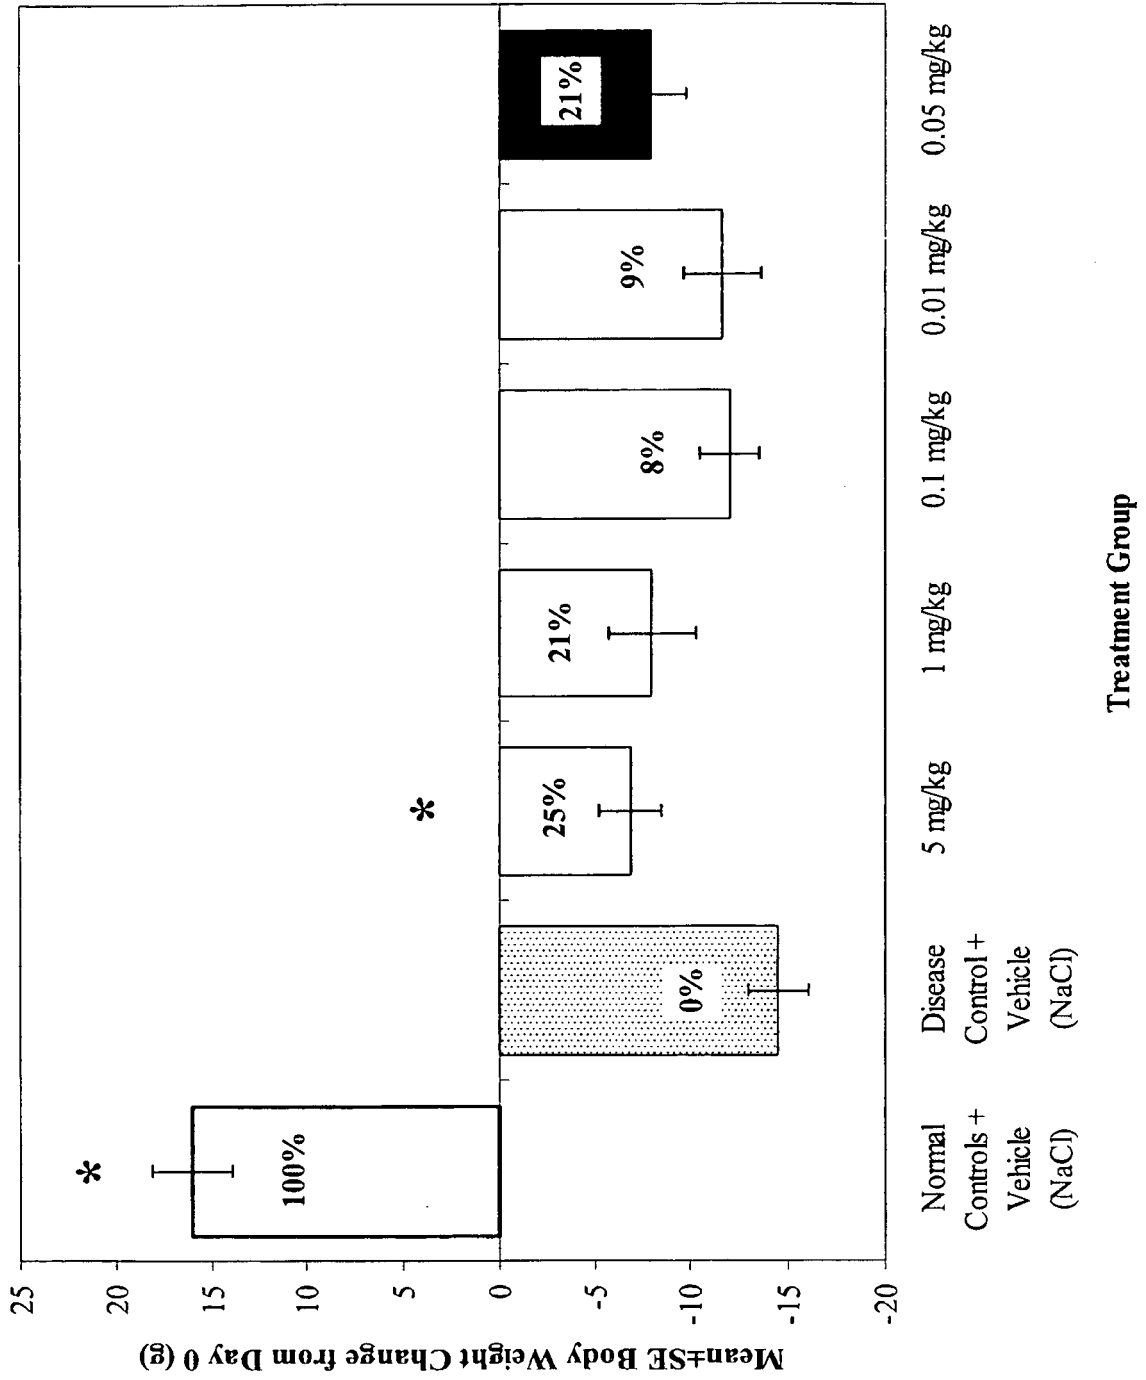 Mean±SE Body Weight Change from Day 0 (g)
25
20
15
10
5
0
-5
-10
-15
-20
*
100%
0%
*
25%
21%
8%
9%
21%
Normal
Controls +
Vehicle
(NaCl)
Disease
Control +
Vehicle
(NaCl)
5 mg/kg
1 mg/kg
0.1 mg/kg
0.01 mg/kg
0.05 mg/kg
Treatment Group